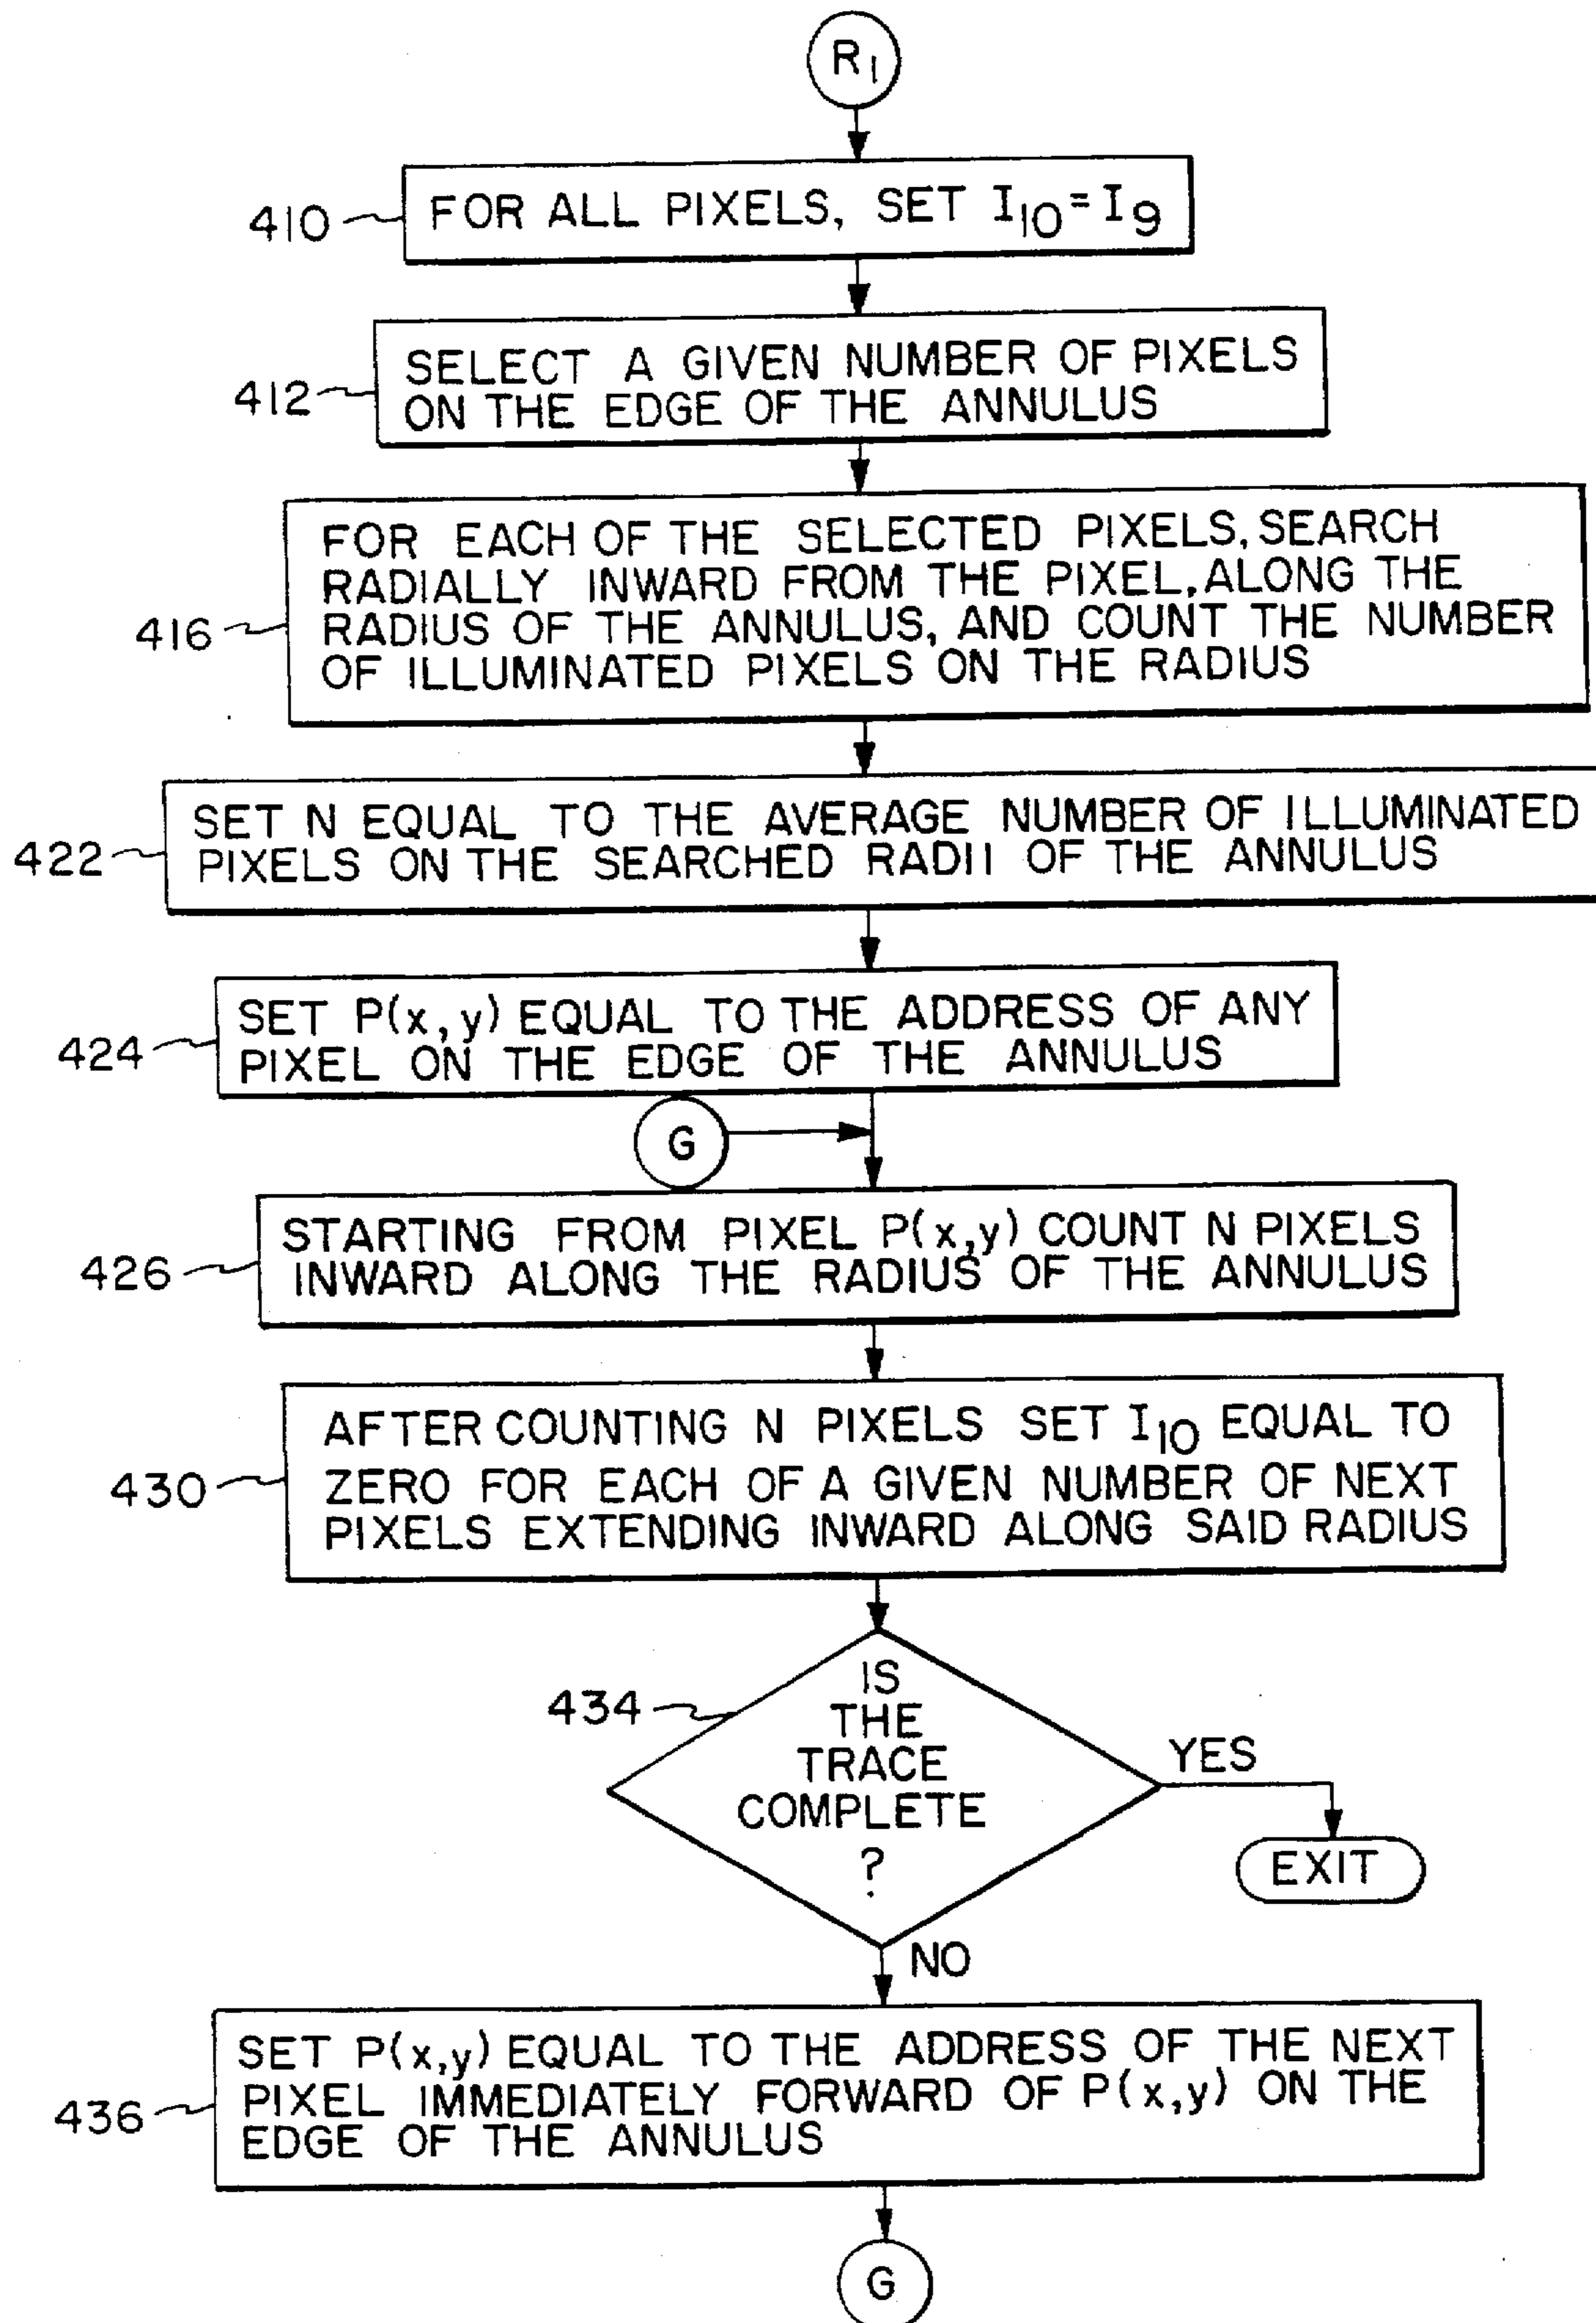 R1
410
FOR ALL PIXELS, SET I10 = I9
412
SELECT A GIVEN NUMBER OF PIXELS
ON THE EDGE OF THE ANNULUS
416
FOR EACH OF THE SELECTED PIXELS, SEARCH
RADIALLY INWARD FROM THE PIXEL, ALONG THE
RADIUS OF THE ANNULUS, AND COUNT THE NUMBER
OF ILLUMINATED PIXELS ON THE RADIUS
422
SET N EQUAL TO THE AVERAGE NUMBER OF ILLUMINATED
PIXELS ON THE SEARCHED RADII OF THE ANNULUS
424
SET P(x,y) EQUAL TO THE ADDRESS OF ANY
PIXEL ON THE EDGE OF THE ANNULUS
G
426
STARTING FROM PIXEL P(x,y) COUNT N PIXELS
INWARD ALONG THE RADIUS OF THE ANNULUS
430
AFTER COUNTING N PIXELS SET I10 EQUAL TO
ZERO FOR EACH OF A GIVEN NUMBER OF NEXT
PIXELS EXTENDING INWARD ALONG SAID RADIUS
434
IS
THE
TRACE
COMPLETE
?
YES
EXIT
NO
436
SET P(x,y) EQUAL TO THE ADDRESS OF THE NEXT
PIXEL IMMEDIATELY FORWARD OF P(x,y) ON THE
EDGE OF THE ANNULUS
G